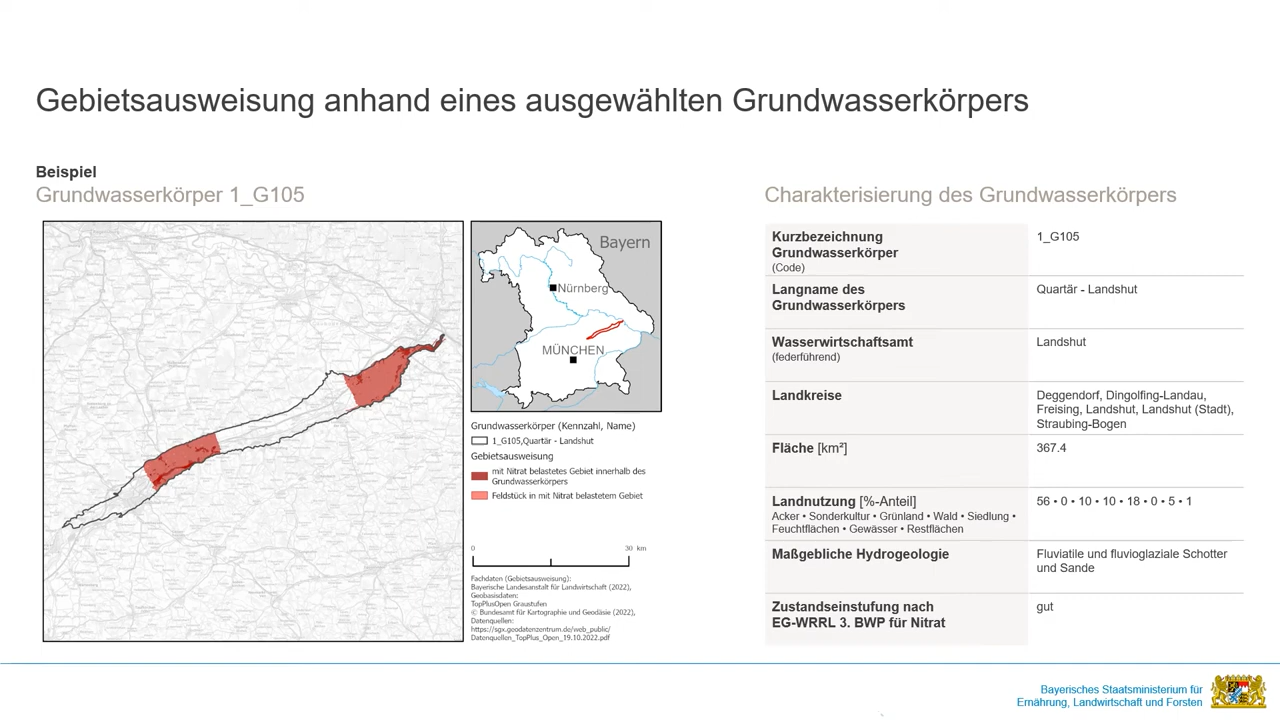 Gebietsausweisung anhand eines ausgewählten Grundwasserkörpers
Beispiel
Grundwasserkörper 1_G105
Bayern
Nürnberg
MÜNCHEN
Grundwasserkörper (Kennzahl, Name)
1_G105,Quartär - Landshut
Gebietsausweisung
mit Nitrat belastetes Gebiet innerhalb des
Grundwasserkörpers
Feldstück in mit Nitrat belastetem Gebiet
0 30 km
Fachdaten (Gebietsausweisung):
Bayerische Landesanstalt für Landwirtschaft (2022),
Geobasisdaten:
TopPlusOpen Graustufen
© Bundesamt für Kartographie und Geodäsie (2022),
Datenquellen:
https://sgx.geodatenzentrum.de/web_public/
Datenquellen_TopPlus_Open_19.10.2022.pdf
Charakterisierung des Grundwasserkörpers
Kurzbezeichnung
Grundwasserkörper
(Code)
1_G105
Langname des
Grundwasserkörpers
Quartär - Landshut
Wasserwirtschaftsamt
(federführend)
Landshut
Landkreise
Deggendorf, Dingolfing-Landau,
Freising, Landshut, Landshut (Stadt),
Straubing-Bogen
Fläche [km²]
367.4
Landnutzung [%-Anteil]
Acker • Sonderkultur • Grünland • Wald • Siedlung •
Feuchtflächen • Gewässer • Restflächen
56 • 0 • 10 • 10 • 18 • 0 • 5 • 1
Maßgebliche Hydrogeologie
Fluviatile und fluvioglaziale Schotter
und Sande
Zustandseinstufung nach
EG-WRRL 3. BWP für Nitrat
gut
Bayerisches Staatsministerium für
Ernährung, Landwirtschaft und Forsten